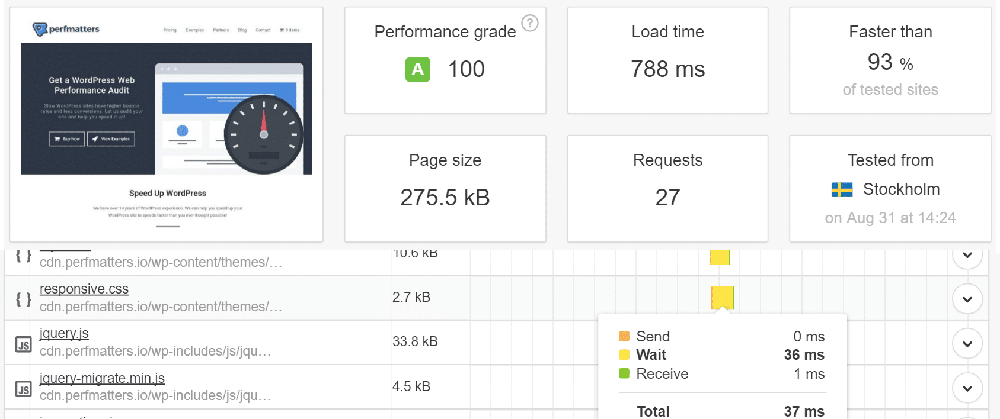 perfmatters
Pricing Examples Partners Blog Contact 0 items
Get a WordPress Web
Performance Audit
Slow WordPress sites have higher bounce
rates and less conversions. Let us audit your
site and help you speed it up!
Buy Now View Examples
Speed Up WordPress
We have over 14 years of WordPress experience. We can help you speed up your
WordPress site to speeds faster than you ever thought possible!
Performance grade ?
A 100
Load time
788 ms
Faster than
93 %
of tested sites
Page size
275.5 kB
Requests
27
Tested from
Stockholm
on Aug 31 at 14:24
{ }
cdn.perfmatters.io/wp-content/themes/…
10.6 kB
{ } responsive.css
cdn.perfmatters.io/wp-content/themes/…
2.7 kB
JS jquery.js
cdn.perfmatters.io/wp-includes/js/jqu…
33.8 kB
JS jquery-migrate.min.js
cdn.perfmatters.io/wp-includes/js/jqu…
4.5 kB
Send 0 ms
Wait 36 ms
Receive 1 ms
Total 37 ms